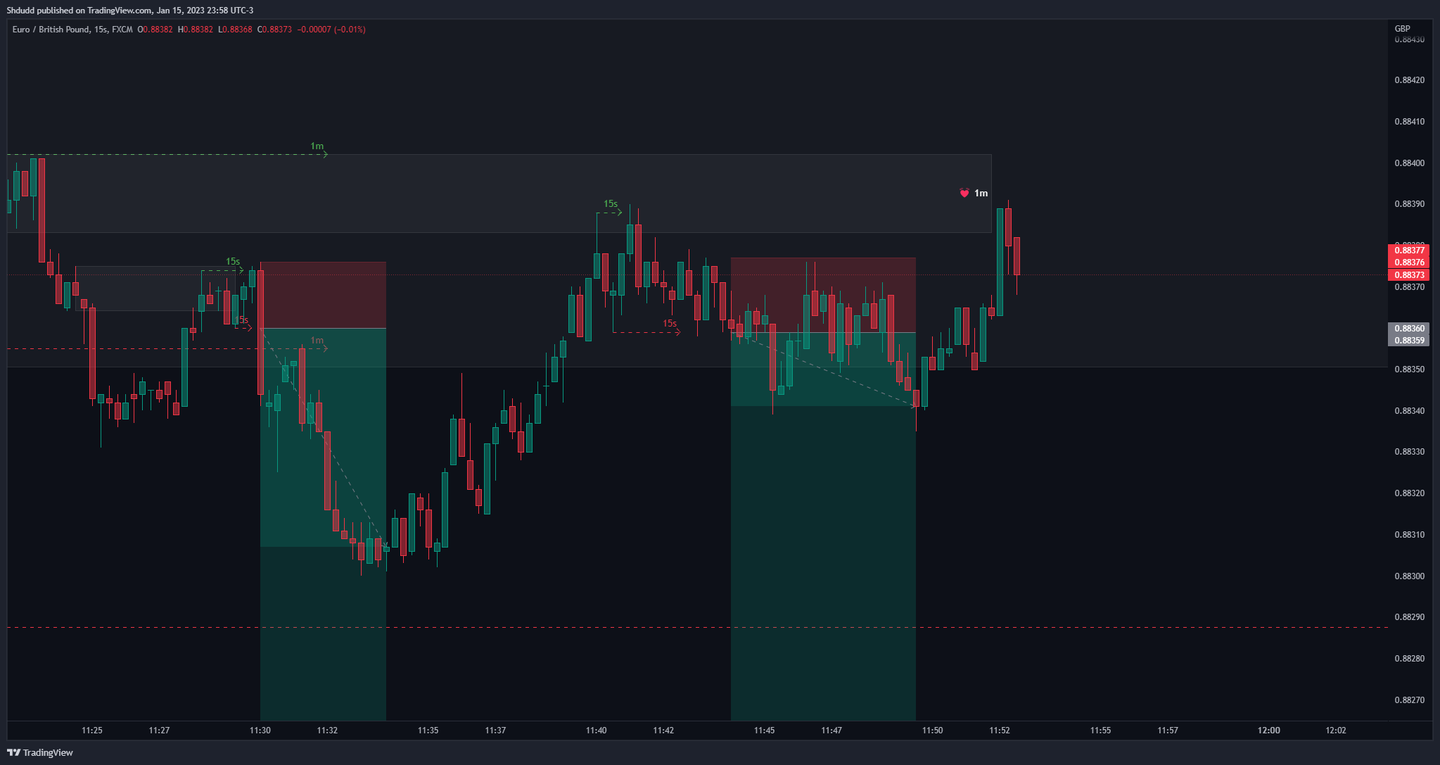 Shdudd published on TradingView.com, Jan 15, 2023 23:58 UTC-3
Euro / British Pound, 15s, FXCM O0.88382 H0.88382 L0.88368 C0.88373 -0.00007 (-0.01%)
GBP
0.88430
0.88420
0.88410
1m
0.88400
1m
15s
0.88390
0.88380
0.88377
15s
0.88376
0.88373
0.88370
15s
15s
0.88360
1m
0.88359
0.88350
0.88340
0.88330
0.88320
0.88310
0.88300
0.88290
0.88280
0.88270
11:25 11:27 11:30 11:32 11:35 11:37 11:40 11:42 11:45 11:47 11:50 11:52 11:55 11:57 12:00 12:02
TradingView